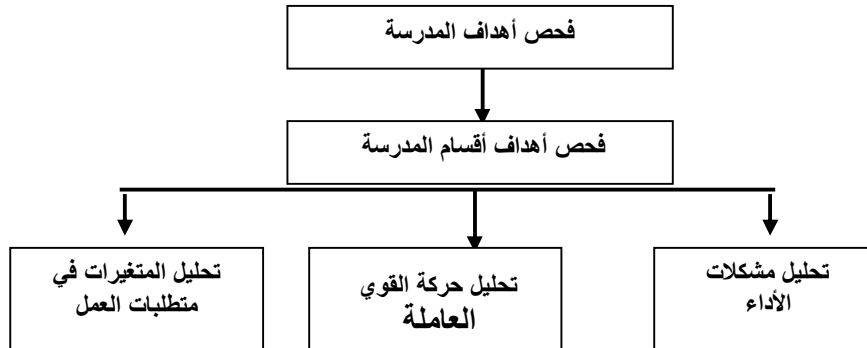 فحص أهداف المدرسة
فحص أهداف أقسام المدرسة
تحليل مشكلات
الأداء
تحليل حركة القوي
العاملة
تحليل المتغيرات في
متطلبات العمل